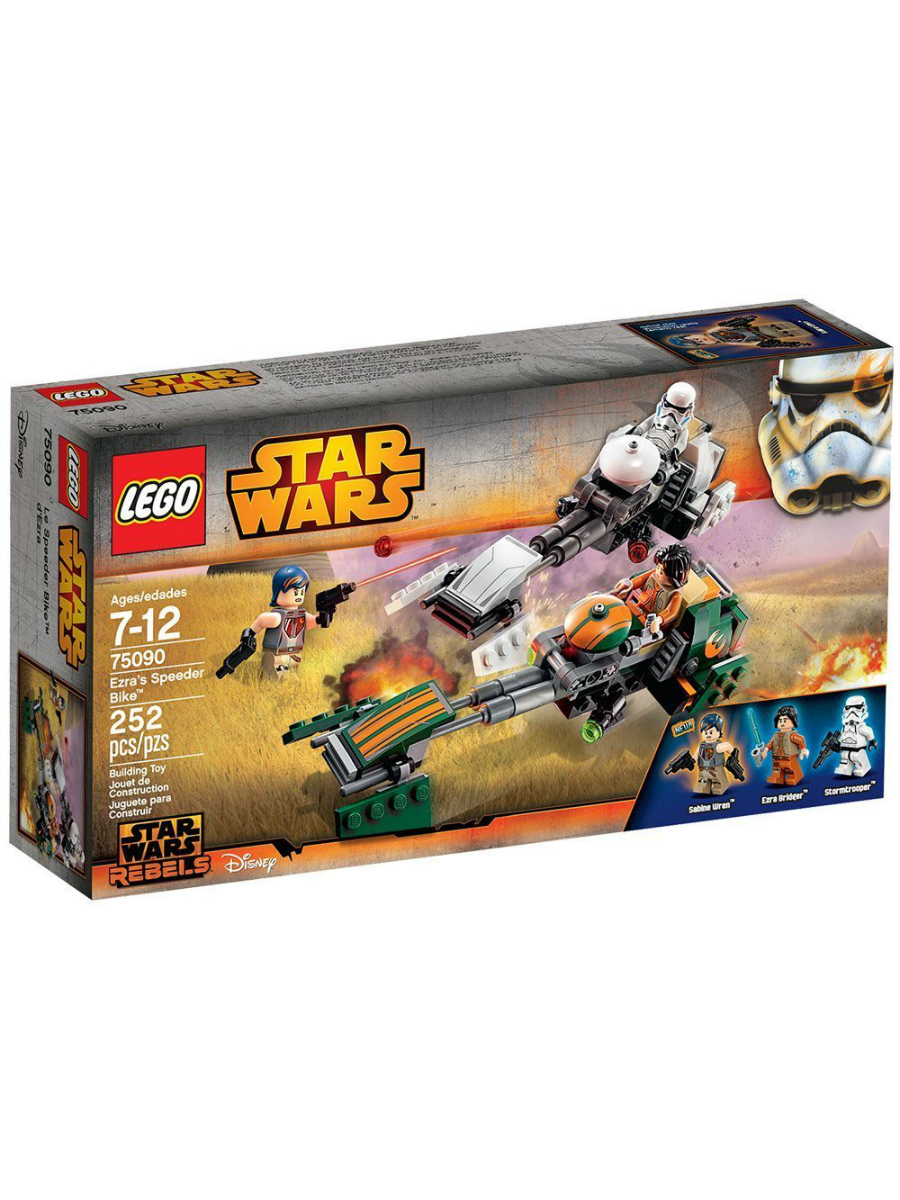 LEGO
STAR
WARS
75090
DISNEY
LEGO
STAR
WARS
Ages/edades
7-12
75090
Ezra's Speeder
Bike™
252
pcs/pzs
Building Toy
Jouet de
Construction
Juguete para
Construir
STAR
WARS
REBELS
Disney
NEW!
Sabine Wren™
Ezra Bridger™
Stormtrooper™
DISNEY
75090
Le Speeder Bike™
d'Ezra
LEGO
STAR
WARS